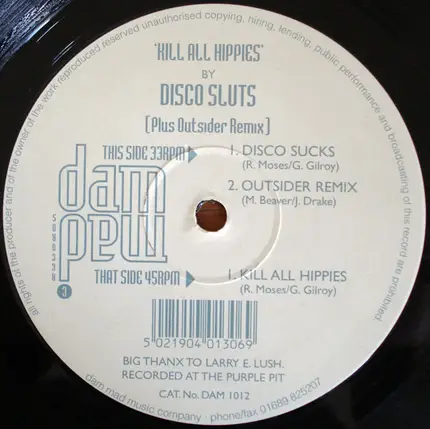 all rights of the producer and of the owner of the work reproduced reserved unauthorised copying, hiring, lending, public performance and broadcasting of this record are prohibited.
'KILL ALL HIPPIES'
BY
DISCO SLUTS
[Plus Outsider Remix]
THIS SIDE 33RPM
1. DISCO SUCKS
(R. Moses/G. Gilroy)
2. OUTSIDER REMIX
(M. Beaver/J. Drake)
dam
mad
RECORDS
THAT SIDE 45RPM
1. KILL ALL HIPPIES
(R. Moses/G. Gilroy)
5 021904 013069
BIG THANX TO LARRY E. LUSH.
RECORDED AT THE PURPLE PIT
CAT. No. DAM 1012
dam mad music company · phone/fax 01689 825207